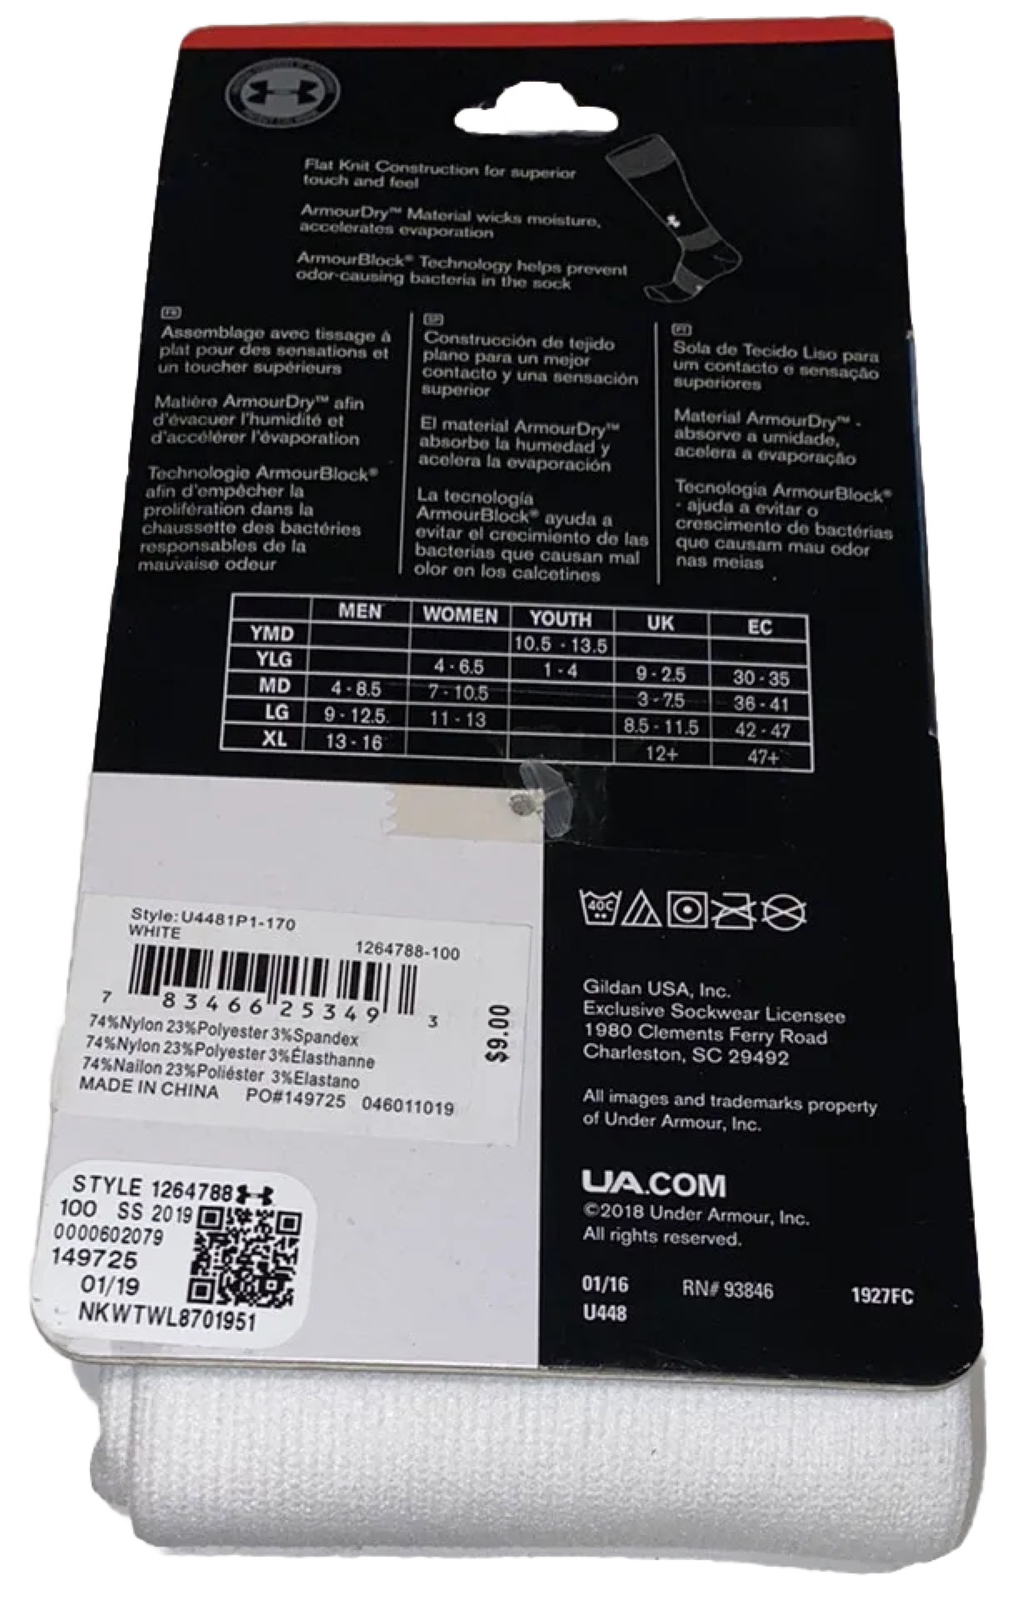 Flat Knit Construction for superior
touch and feel
ArmourDry™ Material wicks moisture,
accelerates evaporation
ArmourBlock® Technology helps prevent
odor-causing bacteria in the sock
FR
Assemblage avec tissage à
plat pour des sensations et
un toucher supérieurs
Matière ArmourDry™ afin
d'évacuer l'humidité et
d'accélérer l'évaporation
Technologie ArmourBlock®
afin d'empêcher la
prolifération dans la
chaussette des bactéries
responsables de la
mauvaise odeur
SP
Construcción de tejido
plano para un mejor
contacto y una sensación
superior
El material ArmourDry™
absorbe la humedad y
acelera la evaporación
La tecnología
ArmourBlock® ayuda a
evitar el crecimiento de las
bacterias que causan mal
olor en los calcetines
PT
Sola de Tecido Liso para
um contacto e sensação
superiores
Material ArmourDry™ -
absorve a umidade,
acelera a evaporação
Tecnologia ArmourBlock®
- ajuda a evitar o
crescimento de bactérias
que causam mau odor
nas meias
MEN WOMEN YOUTH UK EC
YMD 10.5 - 13.5
YLG 4 - 6.5 1 - 4 9 - 2.5 30 - 35
MD 4 - 8.5 7 - 10.5 3 - 7.5 36 - 41
LG 9 - 12.5 11 - 13 8.5 - 11.5 42 - 47
XL 13 - 16 12+ 47+
Style: U4481P1-170
WHITE
1264788-100
7 83466 25349 3
$9.00
74%Nylon 23%Polyester 3%Spandex
74%Nylon 23%Polyester 3%Élasthanne
74%Nailon 23%Poliéster 3%Elastano
MADE IN CHINA PO#149725 046011019
STYLE 1264788
100 SS 2019
0000602079
149725
01/19
NKWTWL8701951
40C
Gildan USA, Inc.
Exclusive Sockwear Licensee
1980 Clements Ferry Road
Charleston, SC 29492
All images and trademarks property
of Under Armour, Inc.
UA.COM
©2018 Under Armour, Inc.
All rights reserved.
01/16 RN# 93846 1927FC
U448